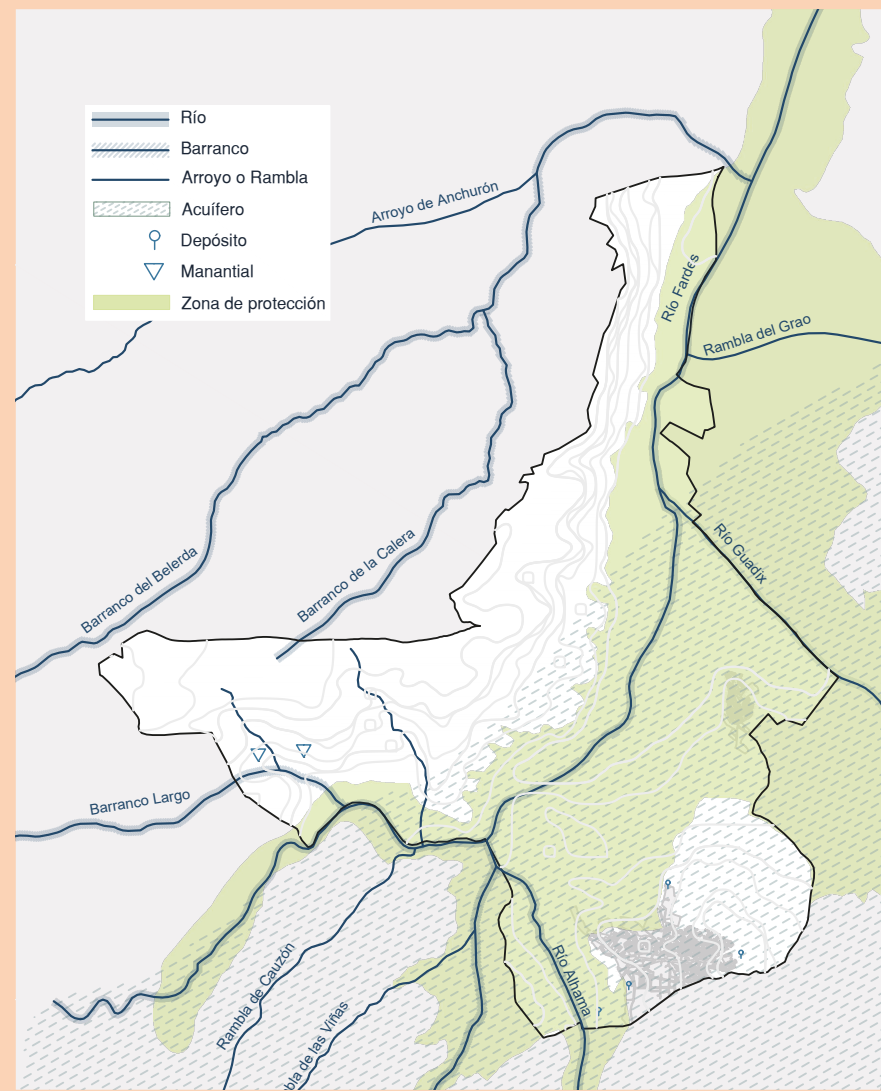 Río
Barranco
Arroyo o Rambla
Acuífero
Depósito
Manantial
Zona de protección
Arroyo de Anchurón
Río Fardes
Rambla del Grao
Río Guadix
Barranco del Belerda
Barranco de la Calera
Barranco Largo
Río Alhama
Rambla de Cauzón
bla de las Viñas